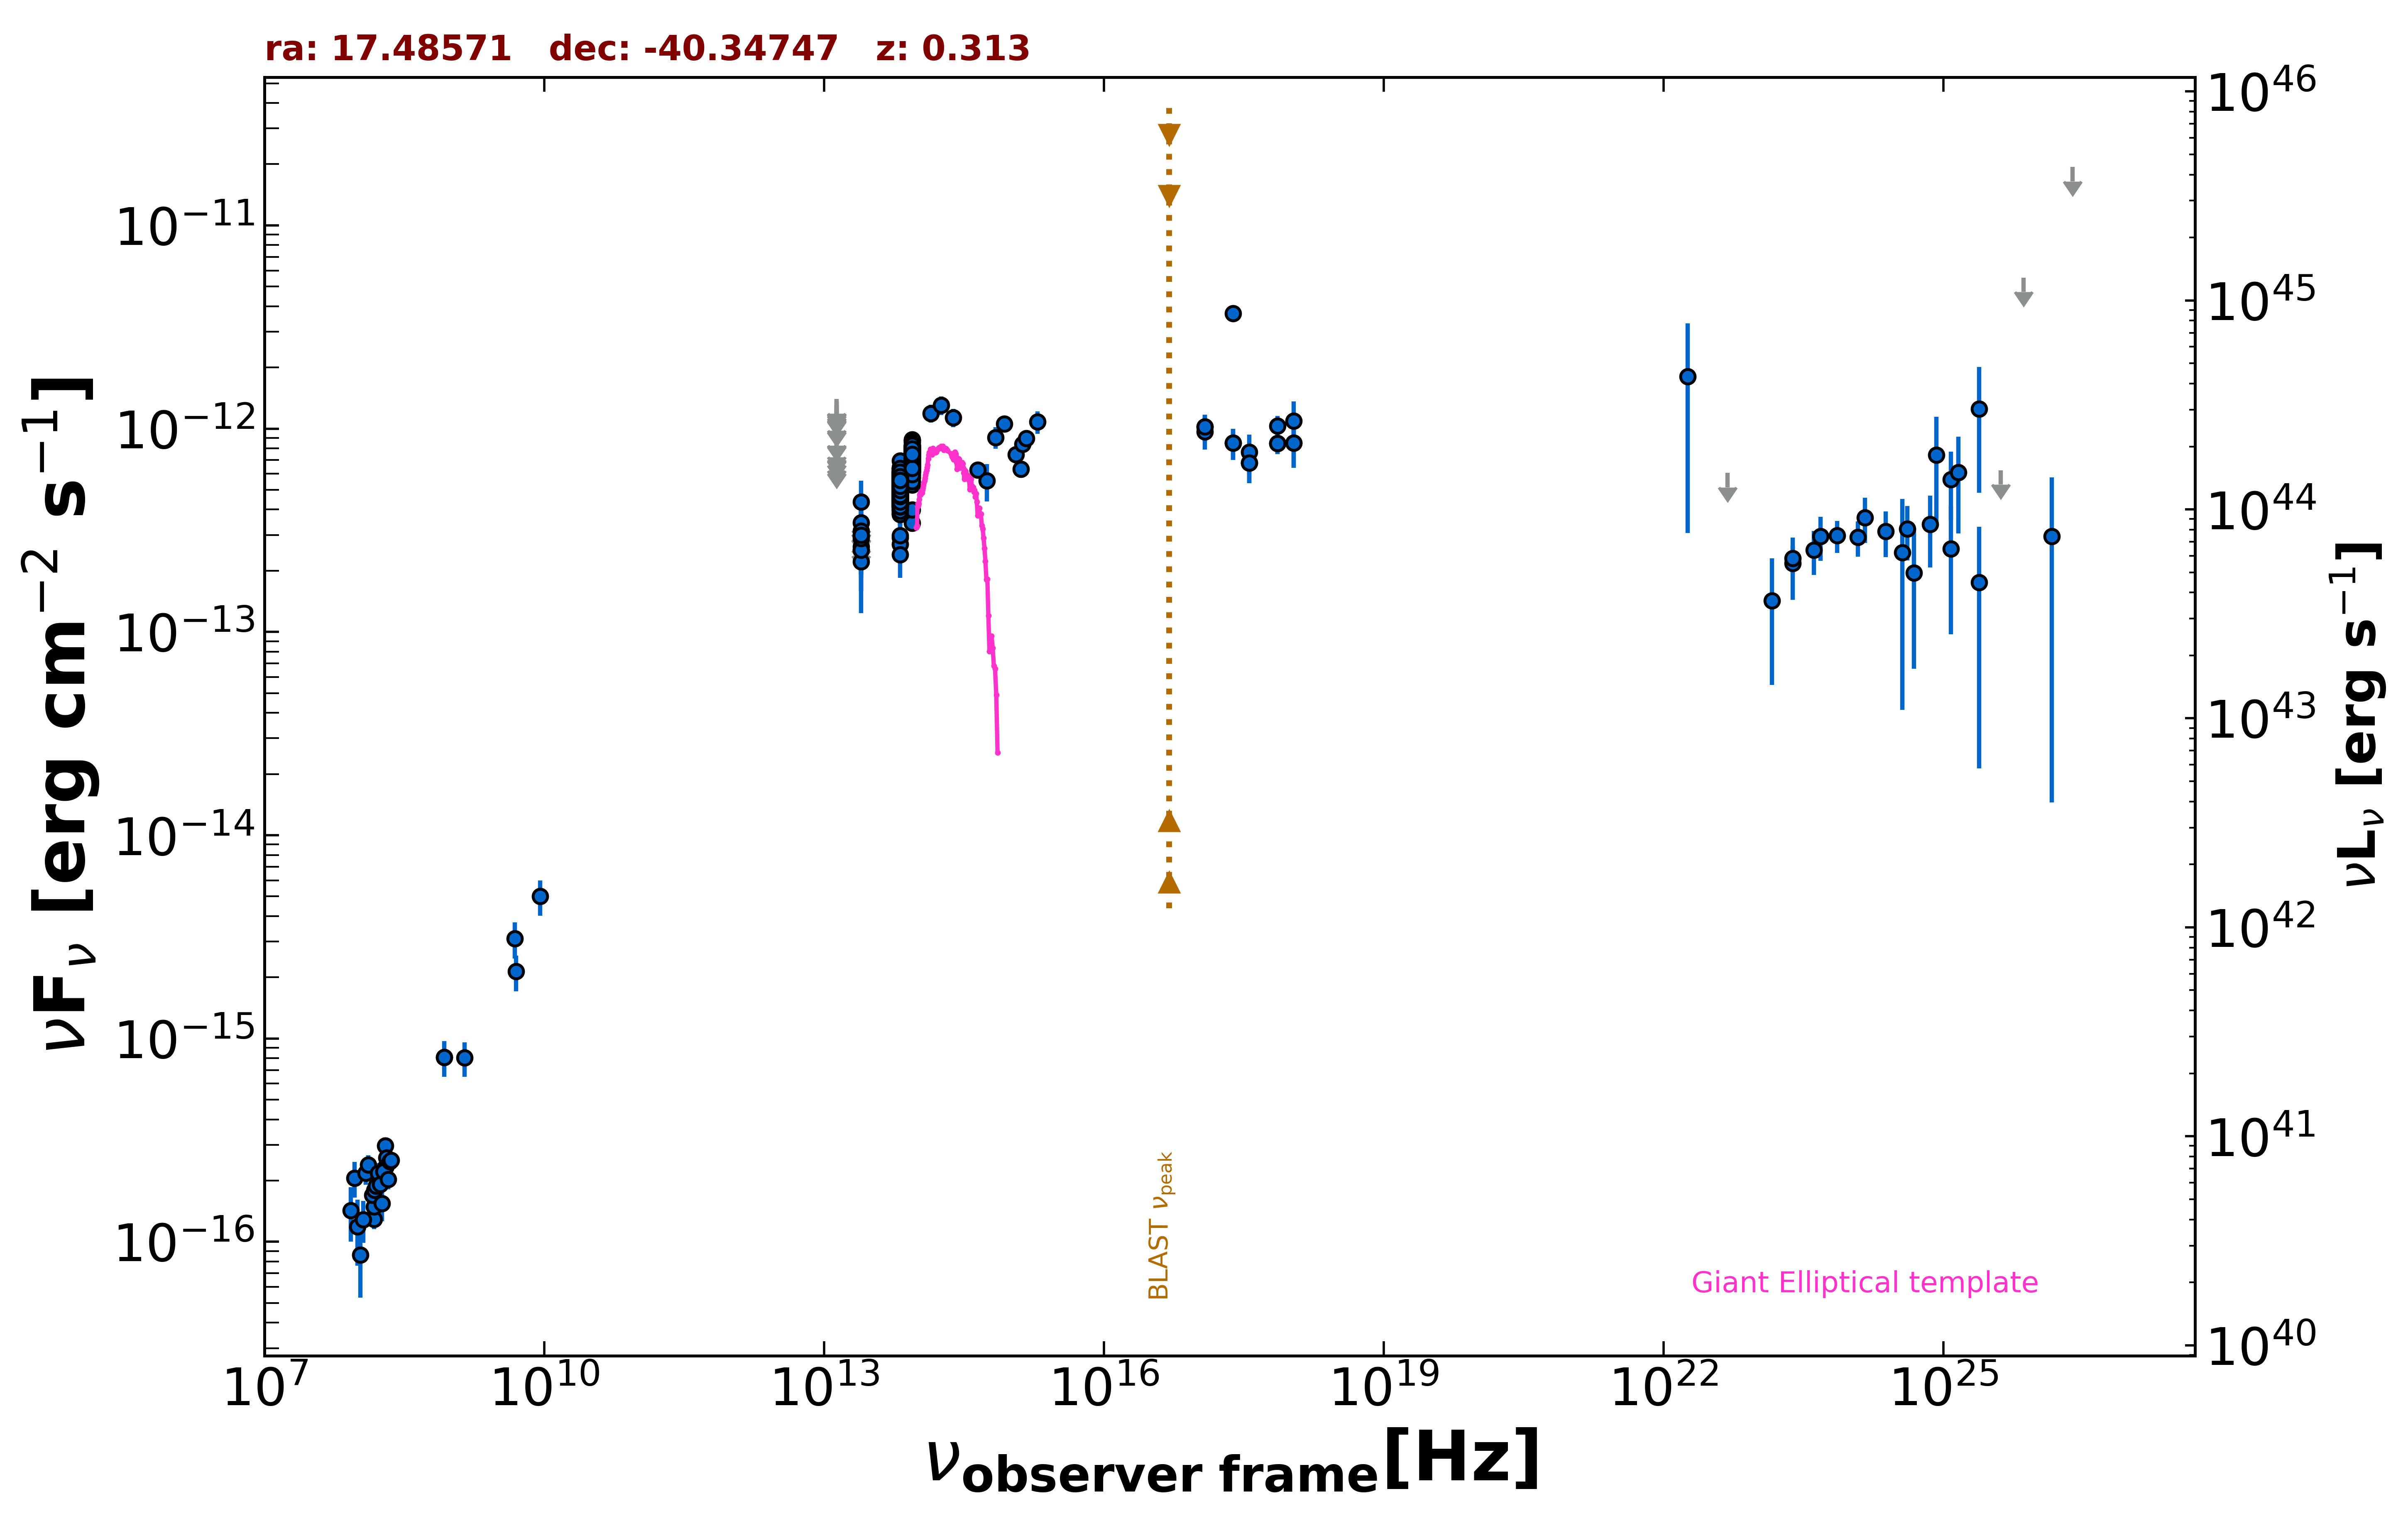 ra: 17.48571   dec: -40.34747   z: 0.313
10^46
10^-11
10^45
10^-12
10^44
10^-13
10^43
10^-14
10^42
10^-15
10^41
10^-16
10^40
νF_ν [erg cm^−2 s^−1]
νL_ν [erg s^−1]
BLAST ν_peak
Giant Elliptical template
10^7 10^10 10^13 10^16 10^19 10^22 10^25
ν_observer frame [Hz]